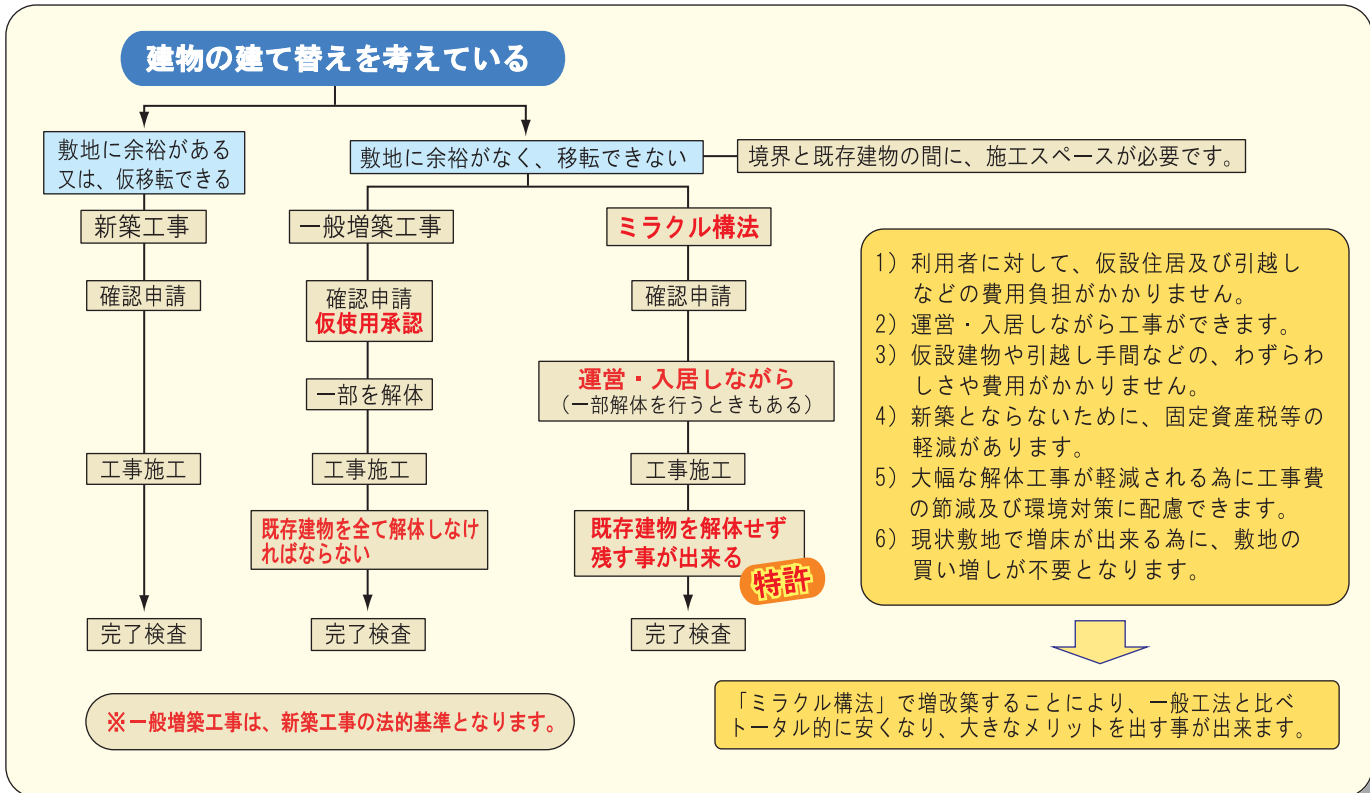 建物の建て替えを考えている
敷地に余裕がある
又は、仮移転できる
敷地に余裕がなく、移転できない
境界と既存建物の間に、施工スペースが必要です。
新築工事
確認申請
工事施工
完了検査
一般増築工事
確認申請
仮使用承認
一部を解体
工事施工
既存建物を全て解体しなけ
ればならない
完了検査
ミラクル構法
確認申請
運営・入居しながら
（一部解体を行うときもある）
工事施工
既存建物を解体せず
残す事が出来る
特許
完了検査
1）利用者に対して、仮設住居及び引越し
などの費用負担がかかりません。
2）運営・入居しながら工事ができます。
3）仮設建物や引越し手間などの、わずらわ
しさや費用がかかりません。
4）新築とならないために、固定資産税等の
軽減があります。
5）大幅な解体工事が軽減される為に工事費
の節減及び環境対策に配慮できます。
6）現状敷地で増床が出来る為に、敷地の
買い増しが不要となります。
※一般増築工事は、新築工事の法的基準となります。
「ミラクル構法」で増改築することにより、一般工法と比べ
トータル的に安くなり、大きなメリットを出す事が出来ます。